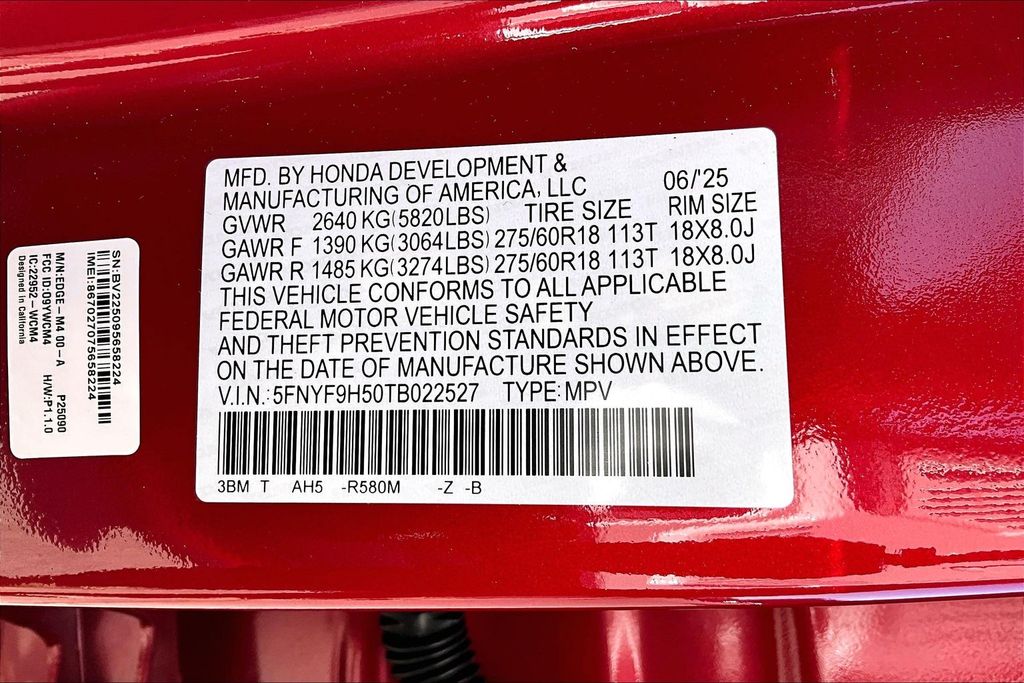 MFD. BY HONDA DEVELOPMENT &
MANUFACTURING OF AMERICA, LLC 06/'25
GVWR 2640 KG(5820LBS) TIRE SIZE RIM SIZE
GAWR F 1390 KG(3064LBS) 275/60R18 113T 18X8.0J
GAWR R 1485 KG(3274LBS) 275/60R18 113T 18X8.0J
THIS VEHICLE CONFORMS TO ALL APPLICABLE
FEDERAL MOTOR VEHICLE SAFETY
AND THEFT PREVENTION STANDARDS IN EFFECT
ON THE DATE OF MANUFACTURE SHOWN ABOVE.
V.I.N.: 5FNYF9H50TB022527 TYPE: MPV
3BM T AH5 -R580M -Z -B
SN:BV225095658224
IMEI:867027075658224
M/N:EDGE-M4 00-A P25090
FCC ID:09YWCM4 H/W:P1.1.0
IC:22952-WCM4
Designed in California